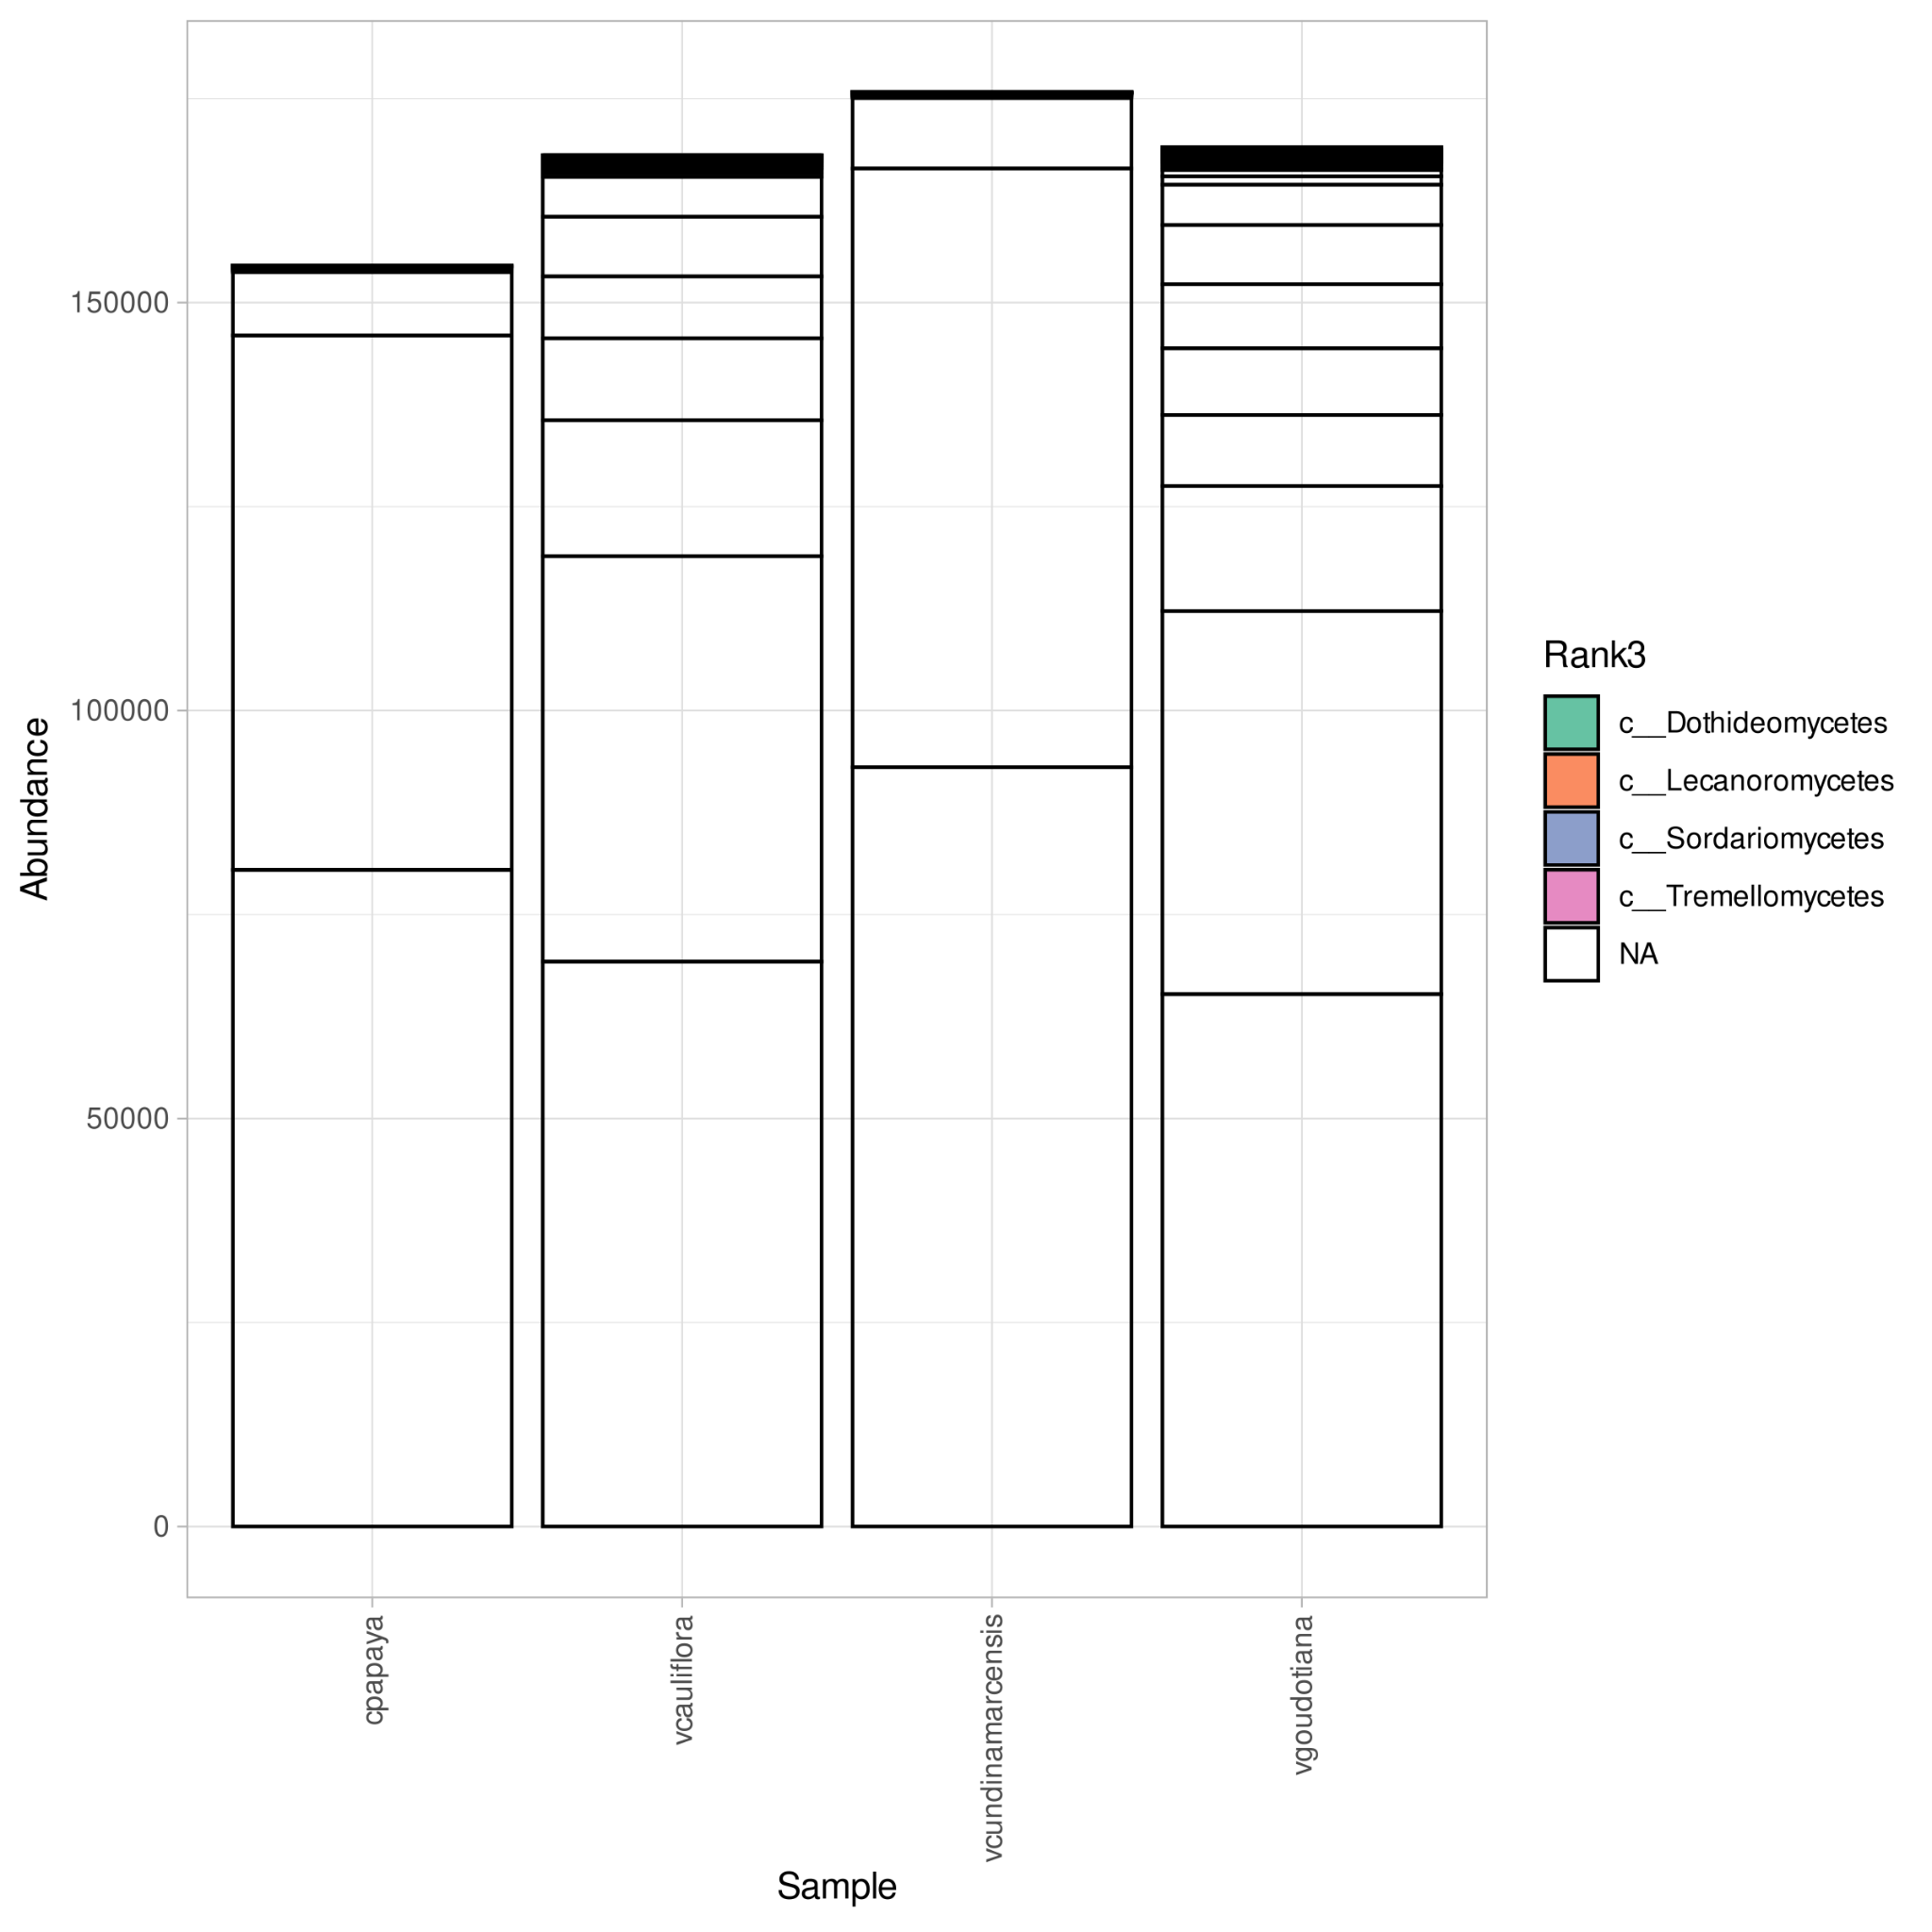 Abundance
150000
100000
50000
0
cpapaya
vcauliflora
vcundinamarcensis
vgoudotiana
Sample
Rank3
c__Dothideomycetes
c__Lecanoromycetes
c__Sordariomycetes
c__Tremellomycetes
NA